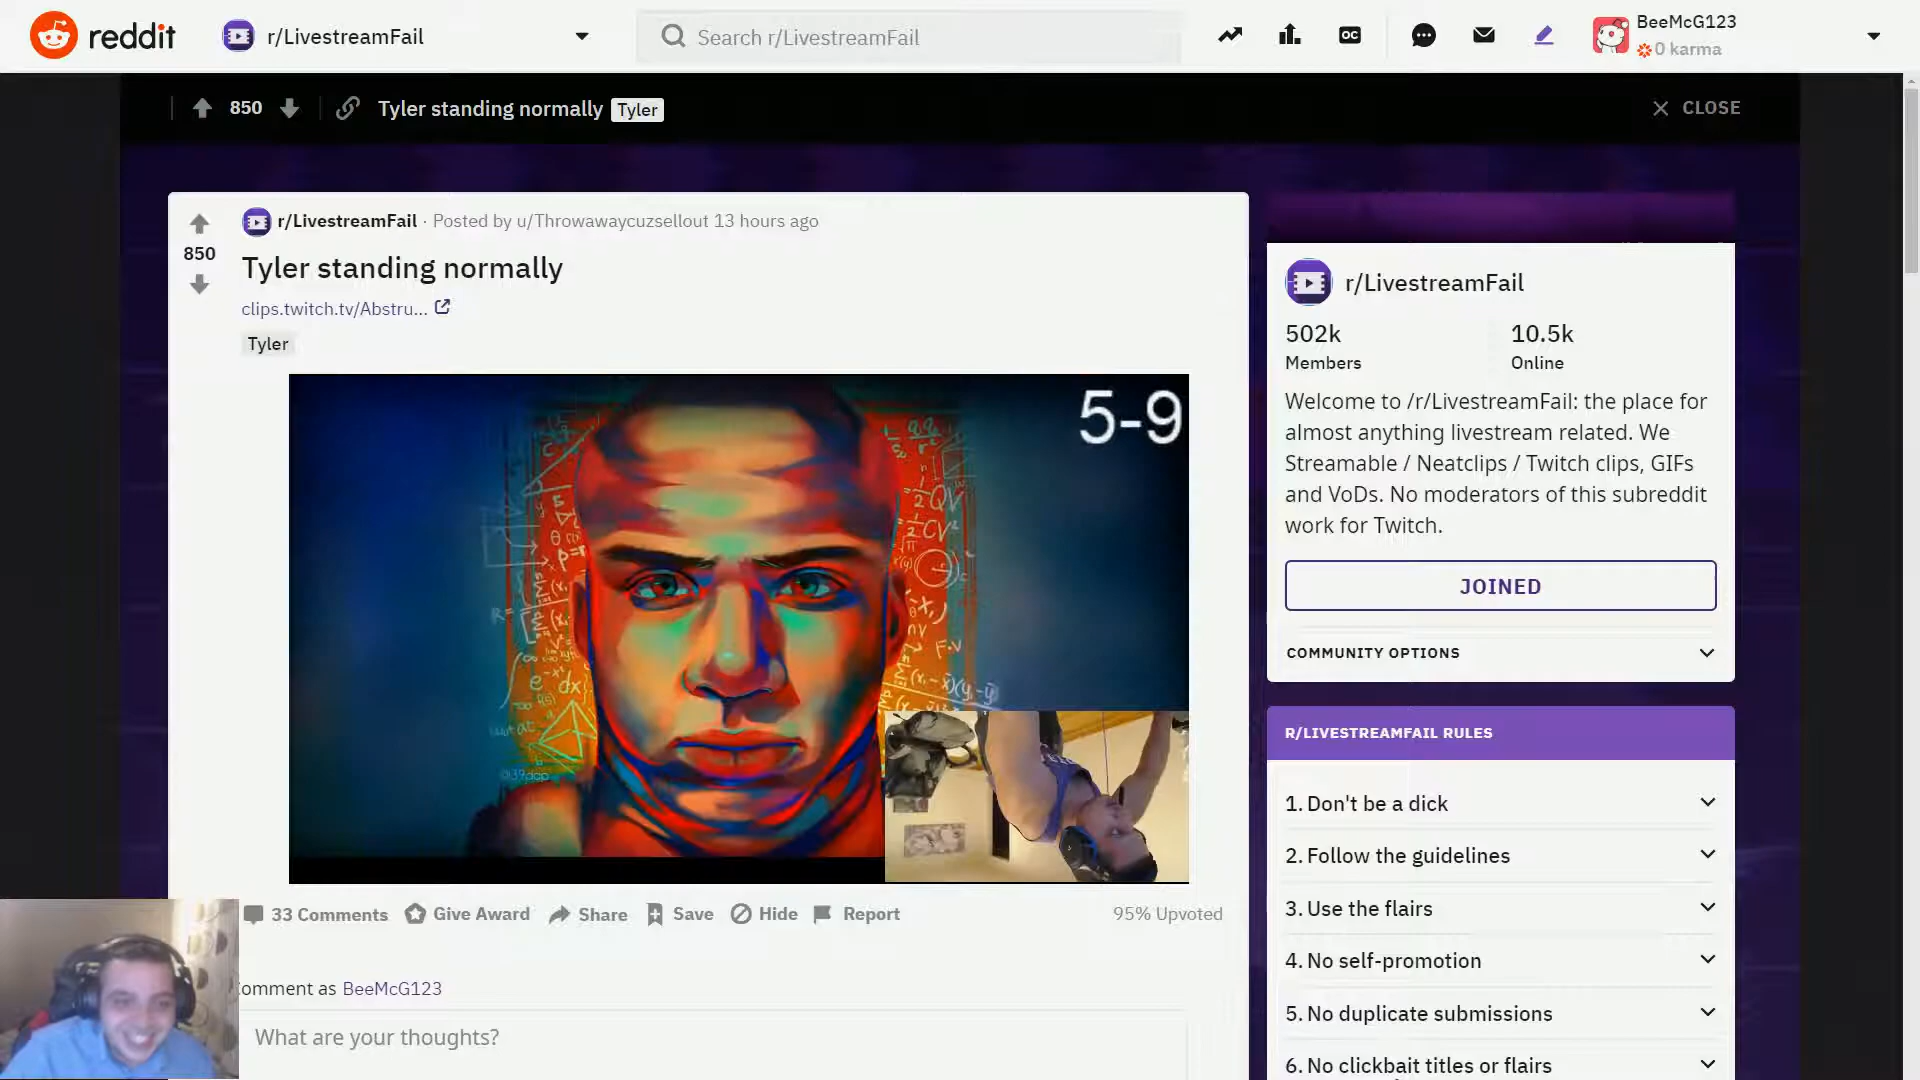 reddit
r/LivestreamFail
Search r/LivestreamFail
OC
BeeMcG123
0 karma
850
Tyler standing normally Tyler
CLOSE
r/LivestreamFail · Posted by u/Throwawaycuzsellout 13 hours ago
850
Tyler standing normally
clips.twitch.tv/Abstru...
Tyler
5-9
33 Comments
Give Award
Share
Save
Hide
Report
95% Upvoted
omment as BeeMcG123
What are your thoughts?
r/LivestreamFail
502k
10.5k
Members
Online
Welcome to /r/LivestreamFail: the place for
almost anything livestream related. We
Streamable / Neatclips / Twitch clips, GIFs
and VoDs. No moderators of this subreddit
work for Twitch.
JOINED
COMMUNITY OPTIONS
R/LIVESTREAMFAIL RULES
1. Don't be a dick
2. Follow the guidelines
3. Use the flairs
4. No self-promotion
5. No duplicate submissions
6. No clickbait titles or flairs